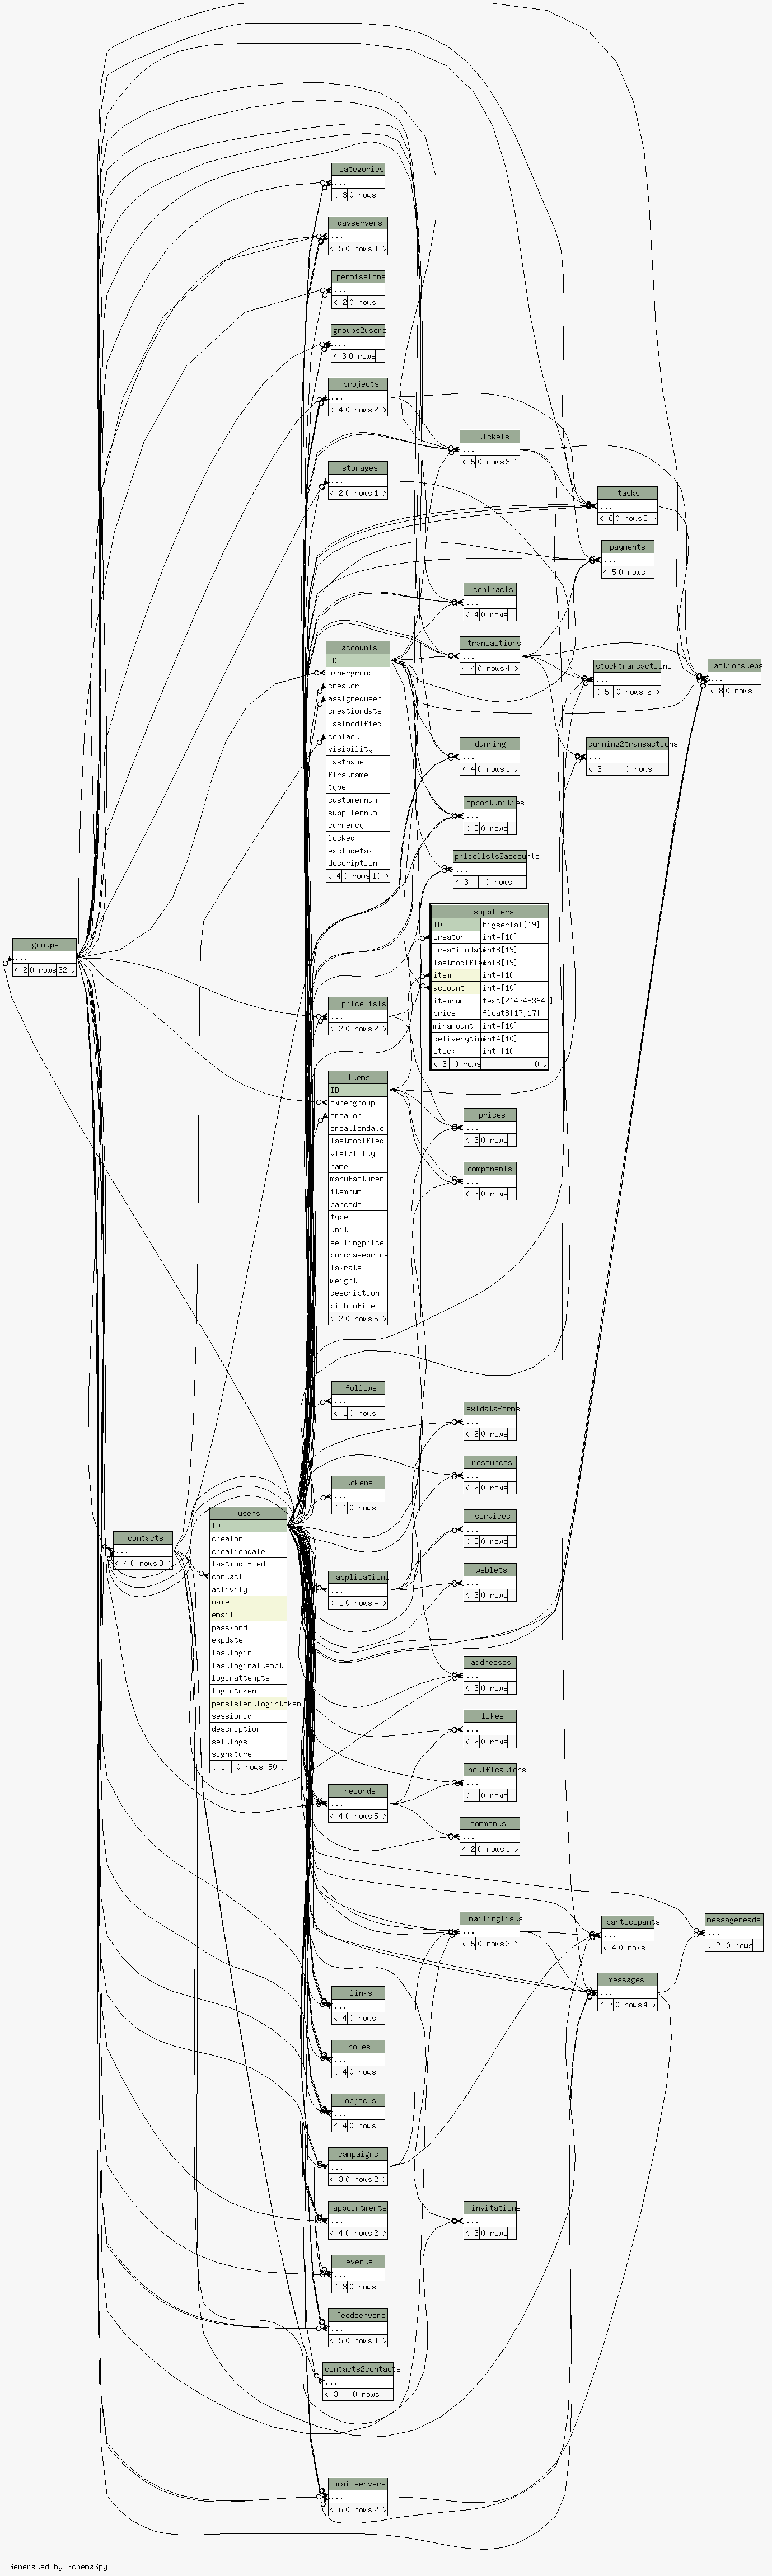 categories
...
< 3 0 rows
davservers
...
< 5 0 rows 1 >
permissions
...
< 2 0 rows
groups2users
...
< 3 0 rows
projects
...
< 4 0 rows 2 >
tickets
...
< 5 0 rows 3 >
storages
...
< 2 0 rows 1 >
tasks
...
< 6 0 rows 2 >
payments
...
< 5 0 rows
contracts
...
< 4 0 rows
transactions
...
< 4 0 rows 4 >
stocktransactions
...
< 5 0 rows 2 >
actionsteps
...
< 8 0 rows
accounts
ID
ownergroup
creator
assigneduser
creationdate
lastmodified
contact
visibility
lastname
firstname
type
customernum
suppliernum
currency
locked
excludetax
description
< 4 0 rows 10 >
dunning
...
< 4 0 rows 1 >
dunning2transactions
...
< 3 0 rows
opportunities
...
< 5 0 rows
pricelists2accounts
...
< 3 0 rows
suppliers
ID bigserial[19]
creator int4[10]
creationdate int8[19]
lastmodified int8[19]
item int4[10]
account int4[10]
itemnum text[2147483647]
price float8[17,17]
minamount int4[10]
deliverytime int4[10]
stock int4[10]
< 3 0 rows 0 >
groups
...
< 2 0 rows 32 >
pricelists
...
< 2 0 rows 2 >
items
ID
ownergroup
creator
creationdate
lastmodified
visibility
name
manufacturer
itemnum
barcode
type
unit
sellingprice
purchaseprice
taxrate
weight
description
picbinfile
< 2 0 rows 5 >
prices
...
< 3 0 rows
components
...
< 3 0 rows
follows
...
< 1 0 rows
extdataforms
...
< 2 0 rows
resources
...
< 2 0 rows
tokens
...
< 1 0 rows
services
...
< 2 0 rows
contacts
...
< 4 0 rows 9 >
users
ID
creator
creationdate
lastmodified
contact
activity
name
email
password
expdate
lastlogin
lastloginattempt
loginattempts
logintoken
persistentlogintoken
sessionid
description
settings
signature
< 1 0 rows 90 >
applications
...
< 1 0 rows 4 >
weblets
...
< 2 0 rows
addresses
...
< 3 0 rows
likes
...
< 2 0 rows
notifications
...
< 2 0 rows
records
...
< 4 0 rows 5 >
comments
...
< 2 0 rows 1 >
mailinglists
...
< 5 0 rows 2 >
participants
...
< 4 0 rows
messagereads
...
< 2 0 rows
messages
...
< 7 0 rows 4 >
links
...
< 4 0 rows
notes
...
< 4 0 rows
objects
...
< 4 0 rows
campaigns
...
< 3 0 rows 2 >
appointments
...
< 4 0 rows 2 >
invitations
...
< 3 0 rows
events
...
< 3 0 rows
feedservers
...
< 5 0 rows 1 >
contacts2contacts
...
< 3 0 rows
mailservers
...
< 6 0 rows 2 >
Generated by SchemaSpy